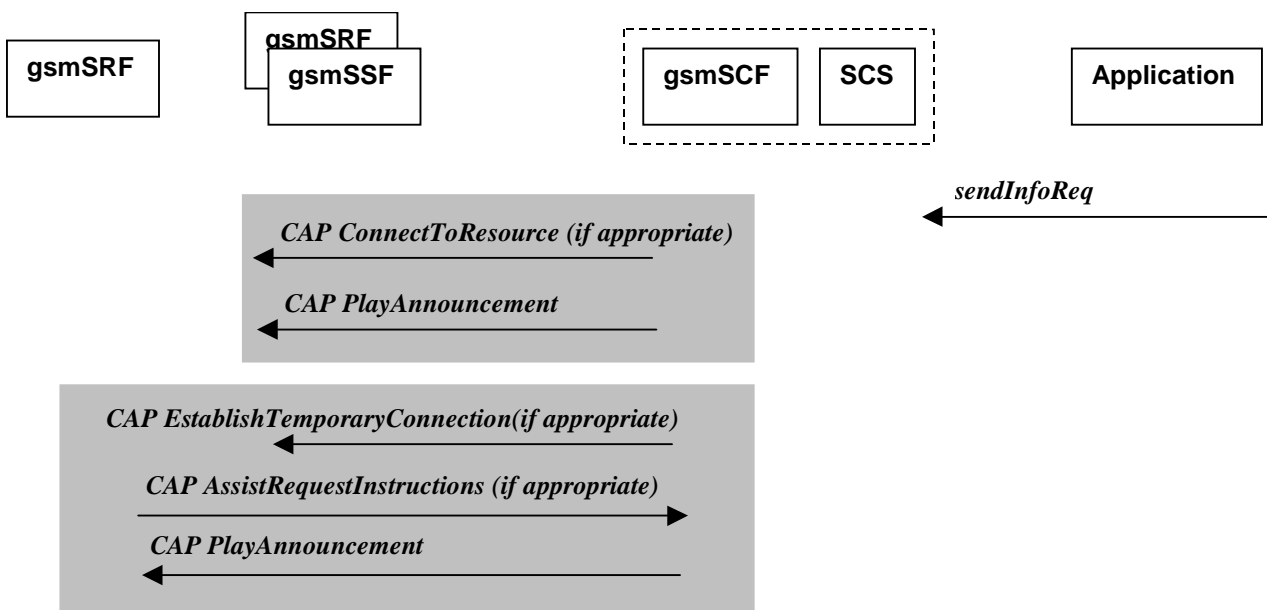 gsmSRF
gsmSRF
gsmSSF
gsmSCF
SCS
Application
sendInfoReq
CAP ConnectToResource (if appropriate)
CAP PlayAnnouncement
CAP EstablishTemporaryConnection(if appropriate)
CAP AssistRequestInstructions (if appropriate)
CAP PlayAnnouncement